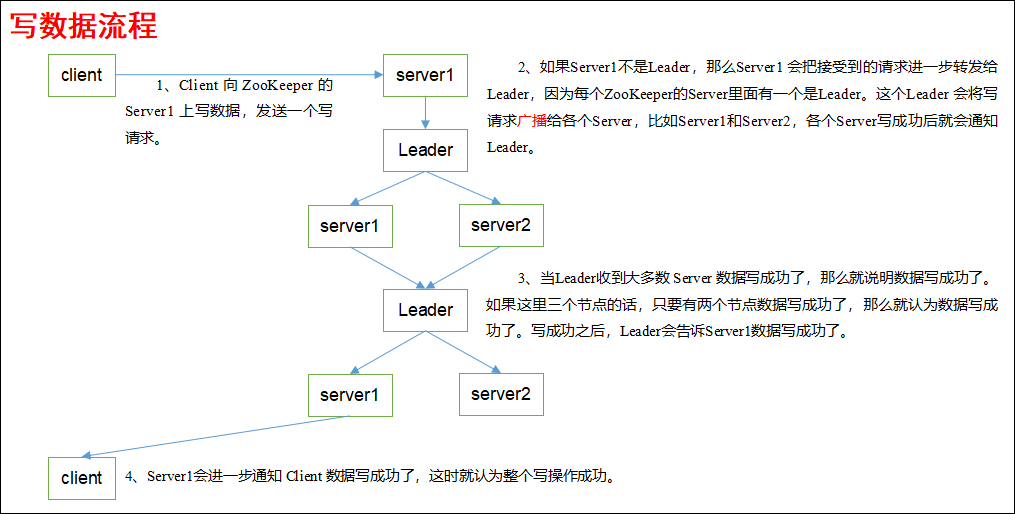 写数据流程
client
server1
1、Client 向 ZooKeeper 的
Server1 上写数据，发送一个写
请求。
2、如果Server1不是Leader，那么Server1 会把接受到的请求进一步转发给
Leader，因为每个ZooKeeper的Server里面有一个是Leader。这个Leader 会将写
请求广播给各个Server，比如Server1和Server2，各个Server写成功后就会通知
Leader。
Leader
server1
server2
3、当Leader收到大多数 Server 数据写成功了，那么就说明数据写成功了。
如果这里三个节点的话，只要有两个节点数据写成功了，那么就认为数据写成
功了。写成功之后，Leader会告诉Server1数据写成功了。
Leader
server1
server2
client
4、Server1会进一步通知 Client 数据写成功了，这时就认为整个写操作成功。